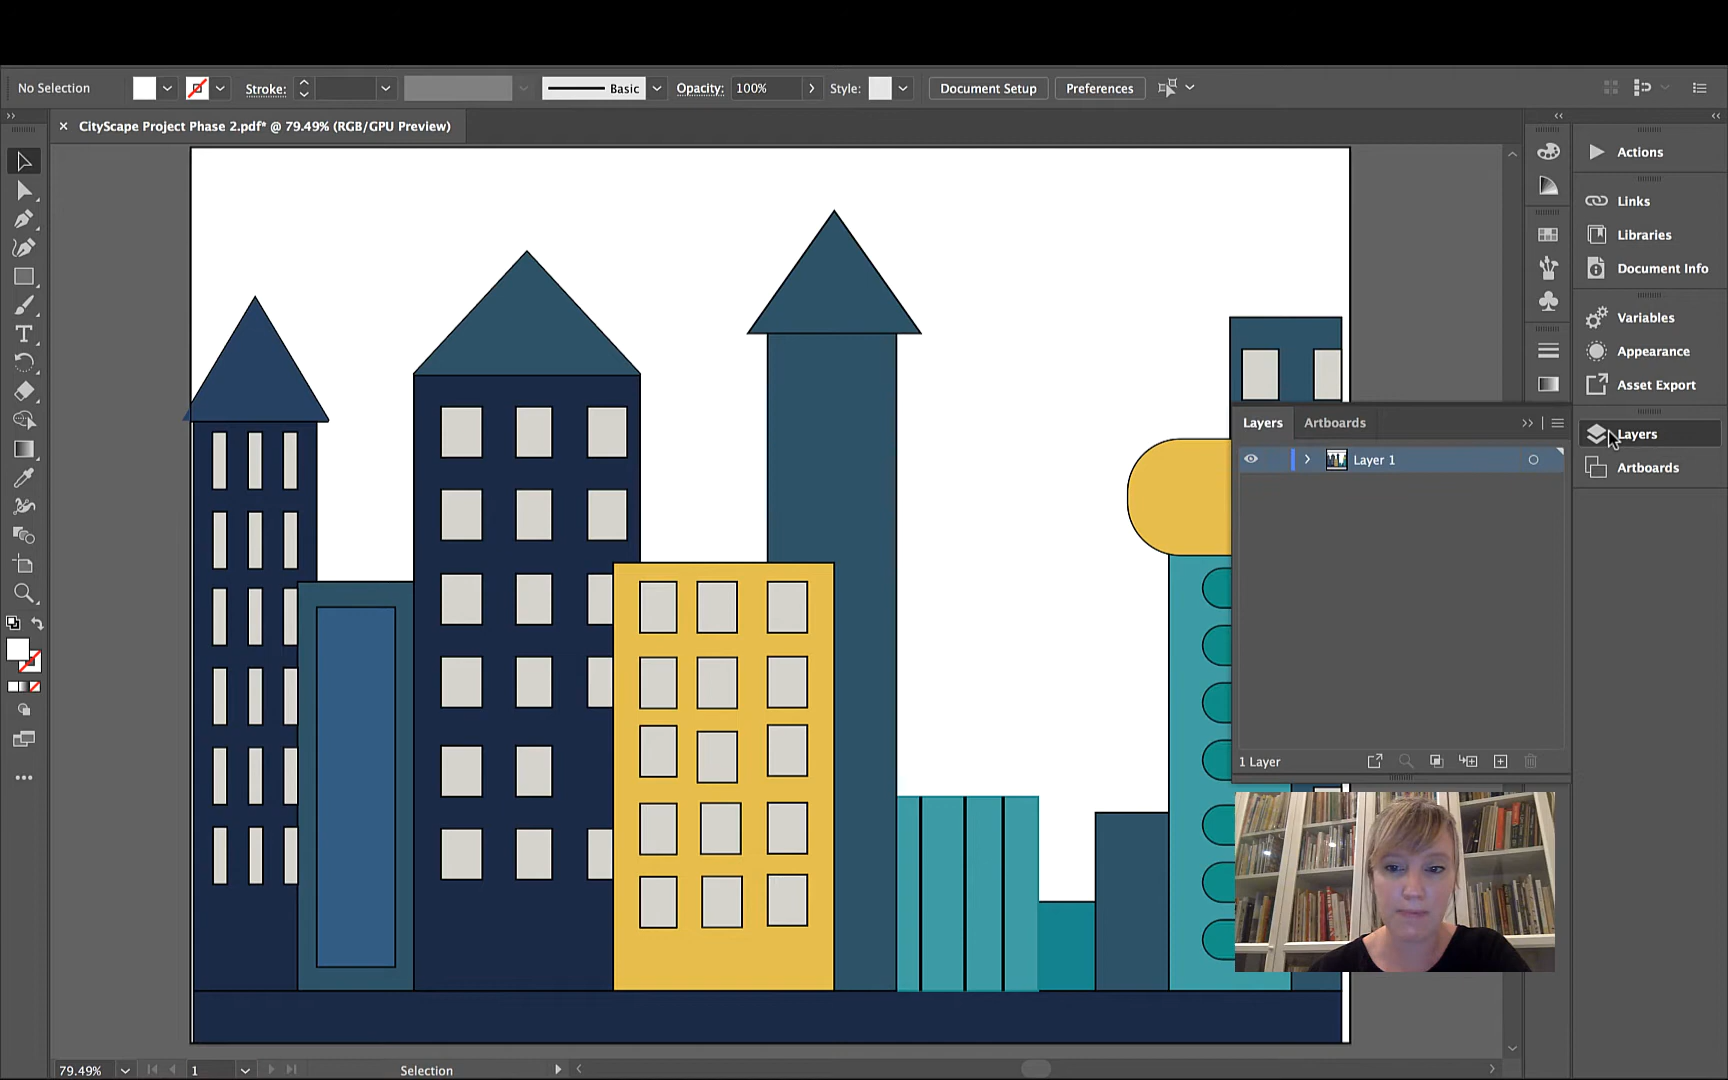 No Selection Stroke: Basic Opacity: 100% Style: Document Setup Preferences
CityScape Project Phase 2.pdf* @ 79.49% (RGB/GPU Preview)
Actions
Links
Libraries
Document Info
Variables
Appearance
Asset Export
Layers
Artboards
Layers Artboards
Layer 1
1 Layer
79.49% 1 Selection